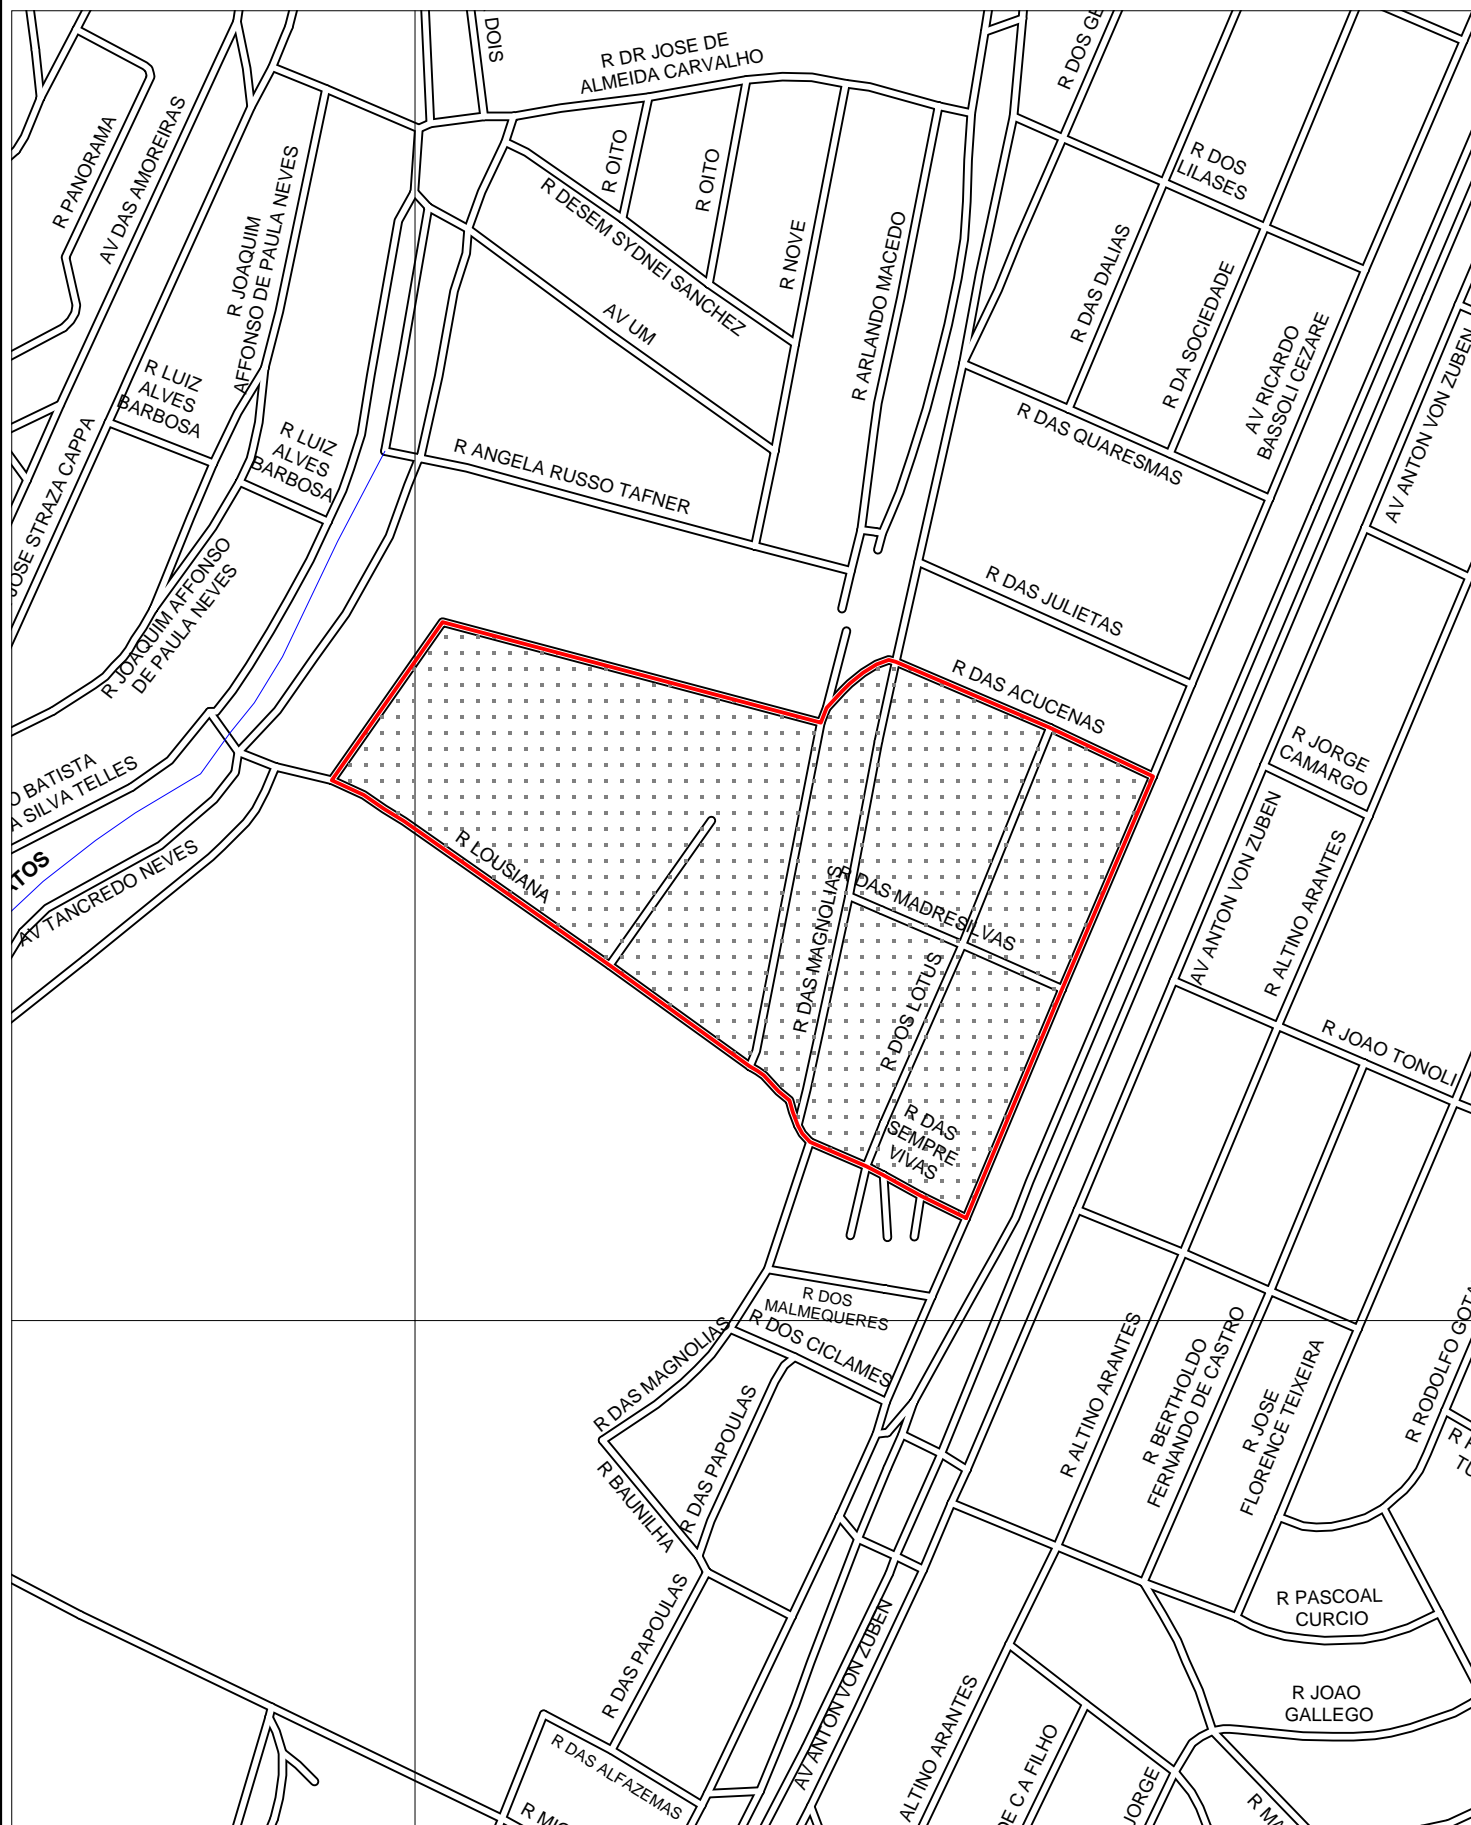 DOIS
R DR JOSE DE
ALMEIDA CARVALHO
R PANORAMA
AV DAS AMOREIRAS
R JOAQUIM
AFFONSO DE PAULA NEVES
R OITO
R OITO
R DESEM SYDNEI SANCHEZ
R NOVE
R ARLANDO MACEDO
AV UM
R DOS
LILASES
R DAS DALIAS
R DA SOCIEDADE
AV RICARDO
BASSOLI CEZARE
AV ANTON VON ZUBEN
R LUIZ
ALVES
BARBOSA
R LUIZ
ALVES
BARBOSA
JOSE STRAZA CAPPA
R ANGELA RUSSO TAFNER
R DAS QUARESMAS
R JOAQUIM AFFONSO
DE PAULA NEVES
R DAS JULIETAS
R DAS ACUCENAS
R JORGE
CAMARGO
O BATISTA
A SILVA TELLES
TOS
AV TANCREDO NEVES
R LOUSIANA
R DAS MAGNOLIAS
R DAS MADRESILVAS
R DOS LOTUS
AV ANTON VON ZUBEN
R ALTINO ARANTES
R JOAO TONOLI
R DAS
SEMPRE
VIVAS
R DOS
MALMEQUERES
R DOS CICLAMES
R DAS MAGNOLIAS
R DAS PAPOULAS
R BAUNILHA
R ALTINO ARANTES
R BERTHOLDO
FERNANDO DE CASTRO
R JOSE
FLORENCE TEIXEIRA
R RODOLFO GOTA
R DAS PAPOULAS
AV ANTON VON ZUBEN
R PASCOAL
CURCIO
R JOAO
GALLEGO
R DAS ALFAZEMAS
ALTINO ARANTES
DE C A FILHO
JORGE